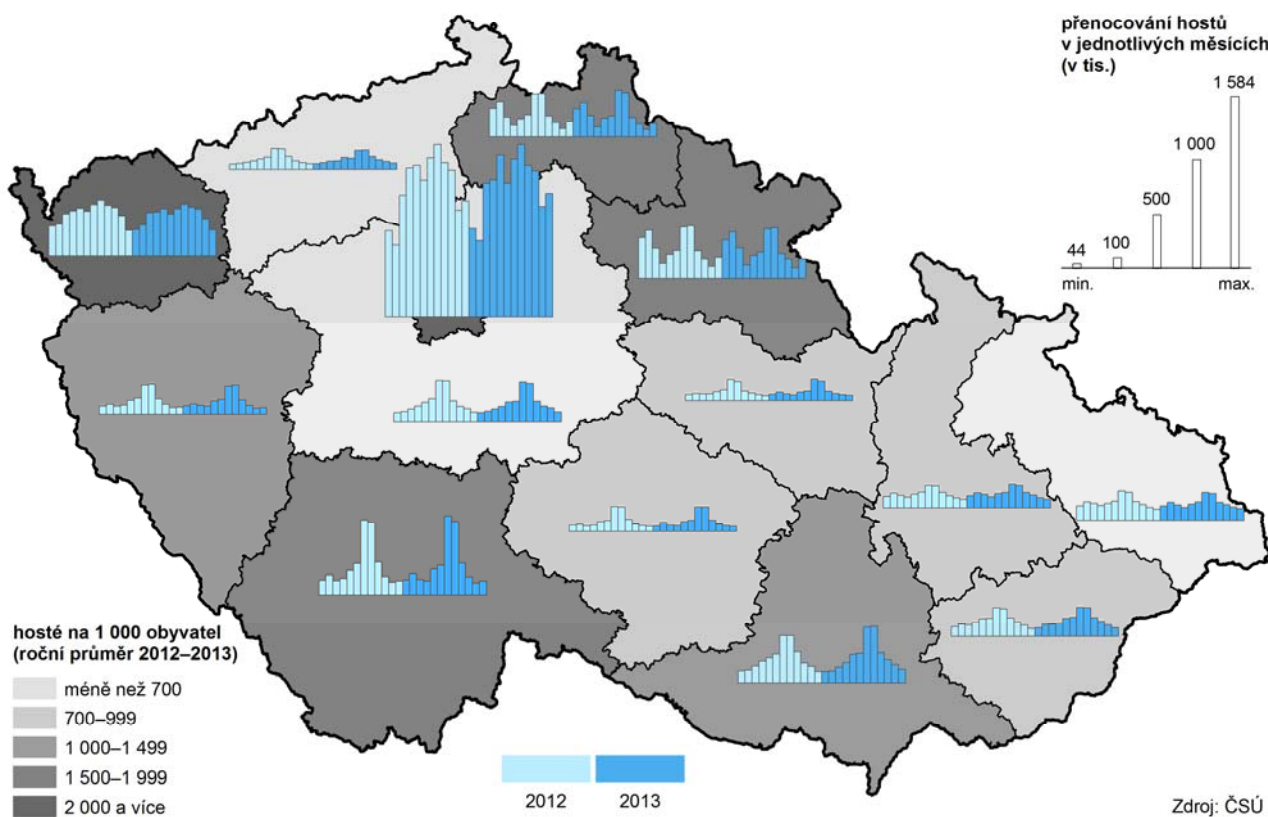 přenocování hostů
v jednotlivých měsících
(v tis.)
1 584
1 000
500
100
44
min.
max.
hosté na 1 000 obyvatel
(roční průměr 2012–2013)
méně než 700
700–999
1 000–1 499
1 500–1 999
2 000 a více
2012
2013
Zdroj: ČSÚ